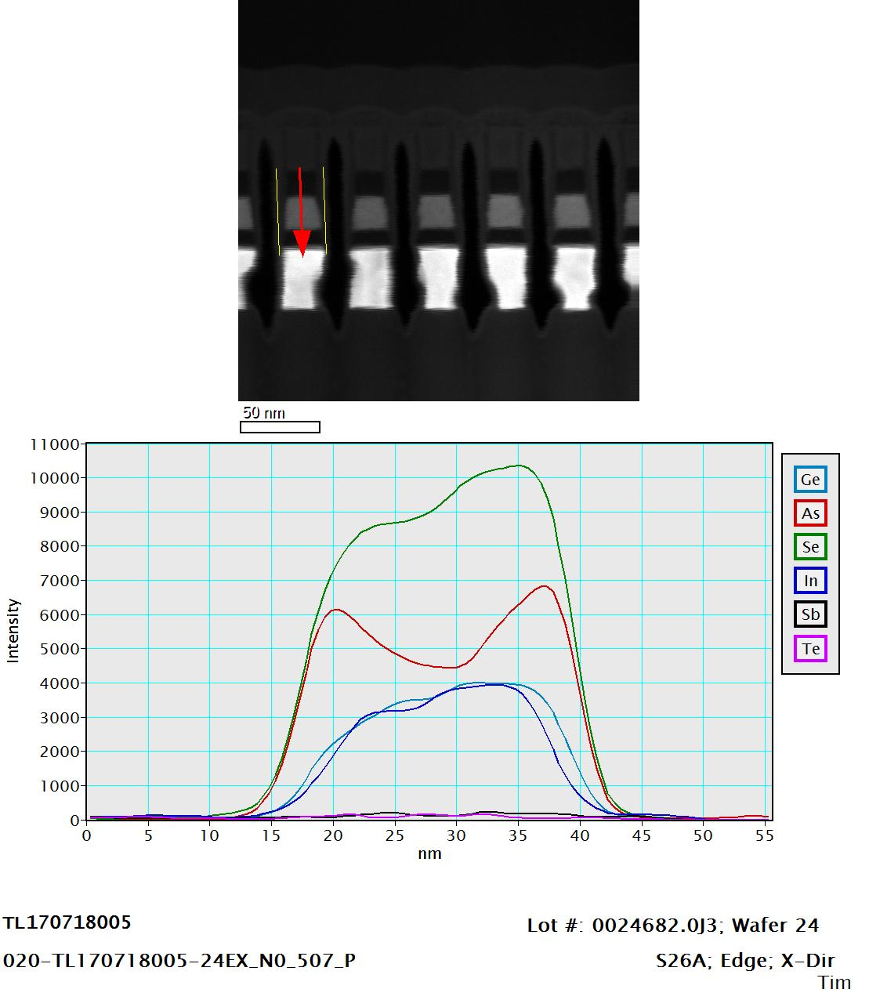 50 nm
11000
10000
9000
8000
7000
6000
5000
4000
3000
2000
1000
0
Intensity
0 5 10 15 20 25 30 35 40 45 50 55
nm
Ge
As
Se
In
Sb
Te
TL170718005
Lot #: 0024682.0J3; Wafer 24
020-TL170718005-24EX_N0_507_P
S26A; Edge; X-Dir
Tim